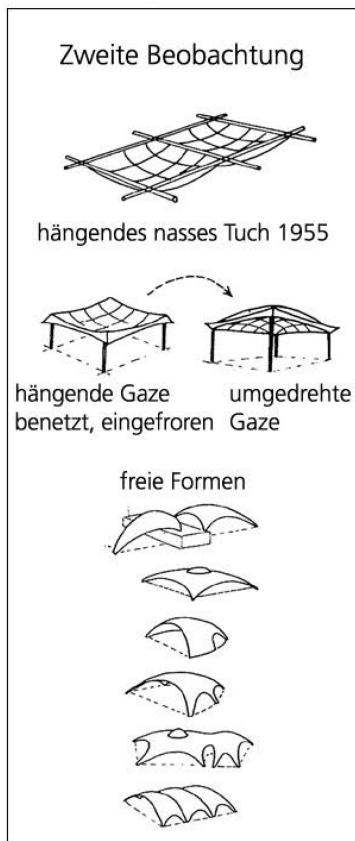 Zweite Beobachtung
hängendes nasses Tuch 1955
hängende Gaze
benetzt, eingefroren
umgedrehte
Gaze
freie Formen